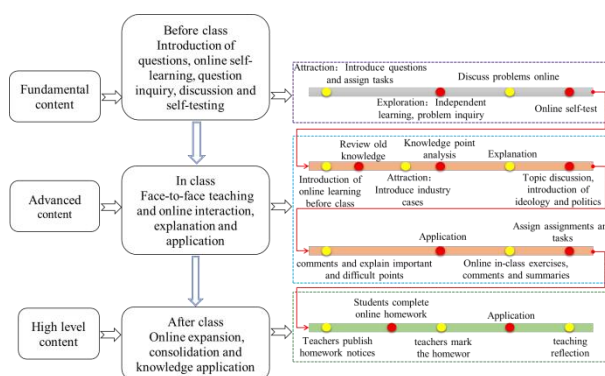 Before class
Introduction of
questions, online self-
learning, question
inquiry, discussion and
self-testing
Fundamental
content
Attraction: Introduce questions
and assign tasks
Discuss problems online
Exploration: Independent
learning, problem inquiry
Online self-test
In class
Face-to-face teaching
and online interaction,
explanation and
application
Advanced
content
Review old
knowledge
Knowledge point
analysis
Explanation
Introduction of
online learning
before class
Attraction:
Introduce industry
cases
Topic discussion,
introduction of
ideology and politics
Application
Assign assignments and
tasks
comments and explain important
and difficult points
Online in-class exercises,
comments and summaries
After class
Online expansion,
consolidation and
knowledge application
High level
content
Students complete
online homework
Application
Teachers publish
homework notices
teachers mark
the homewor
teaching
reflection